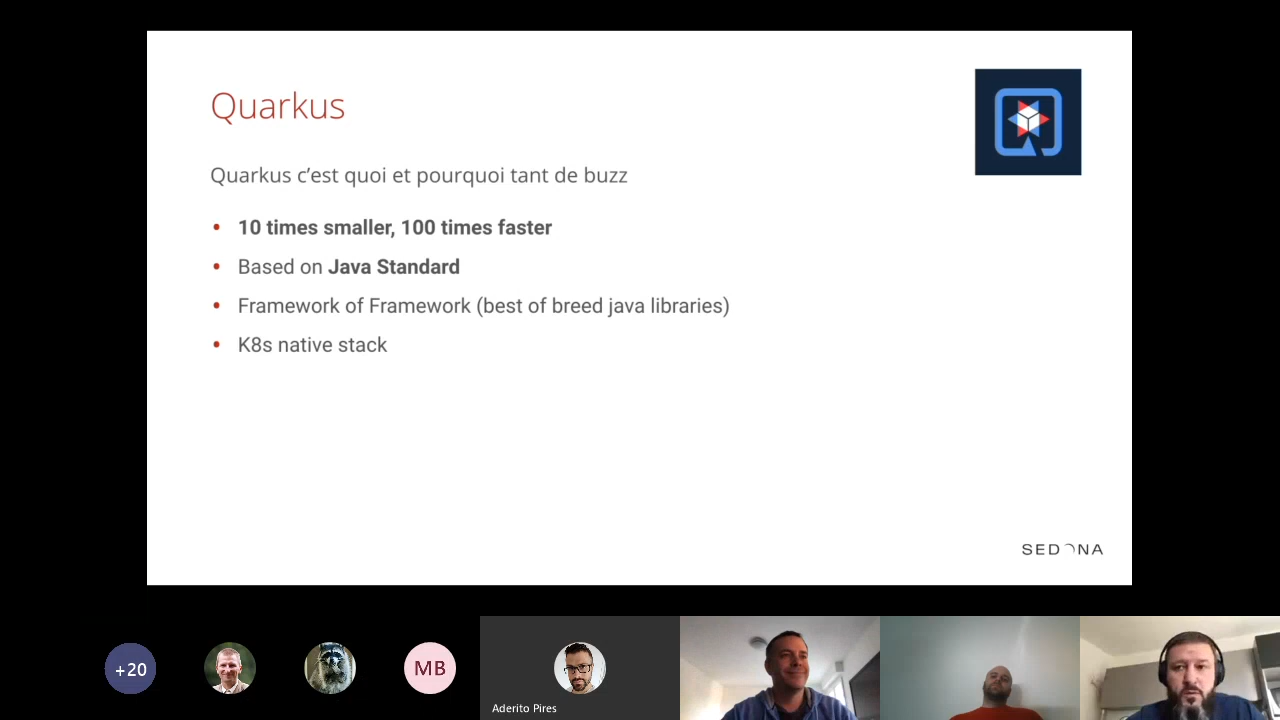 Quarkus
Quarkus c’est quoi et pourquoi tant de buzz
• 10 times smaller, 100 times faster
• Based on Java Standard
• Framework of Framework (best of breed java libraries)
• K8s native stack
SEDONA
+20
MB
Aderito Pires